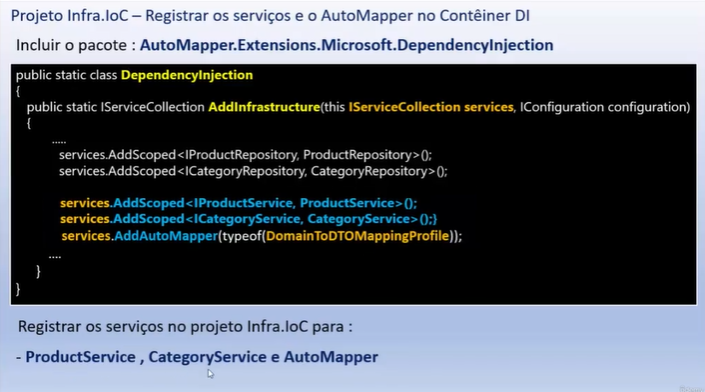 Projeto Infra.IoC – Registrar os serviços e o AutoMapper no Contêiner DI
Incluir o pacote : AutoMapper.Extensions.Microsoft.DependencyInjection
public static class DependencyInjection
{
public static IServiceCollection AddInfrastructure(this IServiceCollection services, IConfiguration configuration)
{
.....
services.AddScoped<IProductRepository, ProductRepository>();
services.AddScoped<ICategoryRepository, CategoryRepository>();
services.AddScoped<IProductService, ProductService>();
services.AddScoped<ICategoryService, CategoryService>();}
services.AddAutoMapper(typeof(DomainToDTOMappingProfile));
....
}
}
Registrar os serviços no projeto Infra.IoC para :
- ProductService , CategoryService e AutoMapper